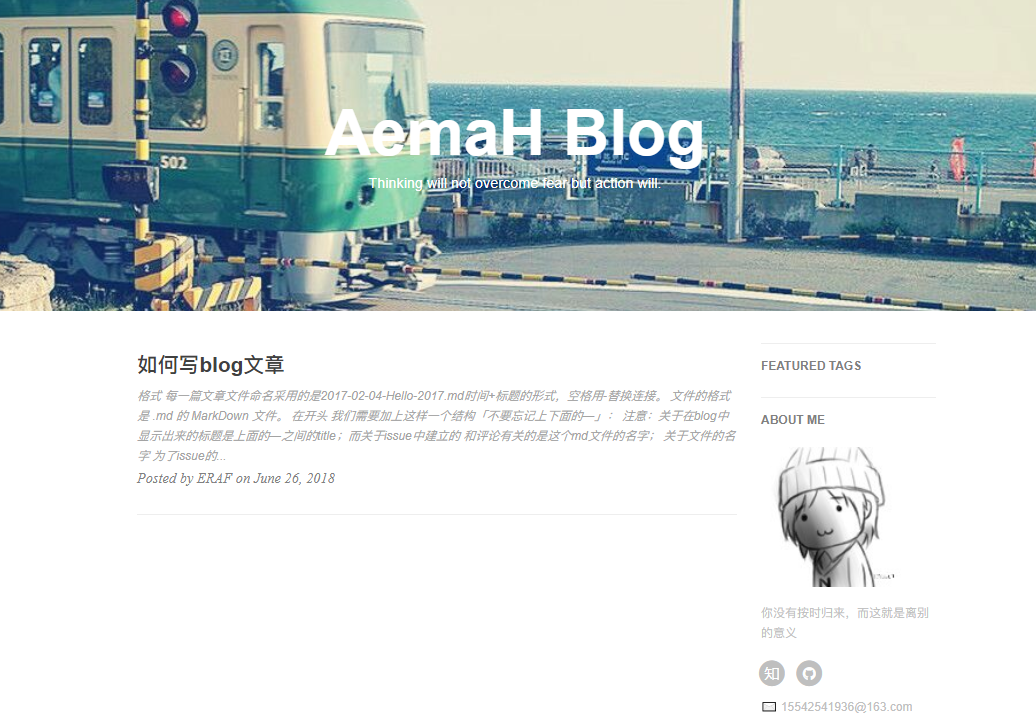 502
AemaH Blog
Thinking will not overcome fear but action will.
2
如何写blog文章
格式 每一篇文章文件命名采用的是2017-02-04-Hello-2017.md时间+标题的形式，空格用-替换连接。 文件的格式
是 .md 的 MarkDown 文件。 在开头 我们需要加上这样一个结构「不要忘记上下面的—」： 注意：关于在blog中
显示出来的标题是上面的—之间的title；而关于issue中建立的 和评论有关的是这个md文件的名字； 关于文件的名
字 为了issue的...
Posted by ERAF on June 26, 2018
FEATURED TAGS
ABOUT ME
N
你没有按时归来，而这就是离别
的意义
知
15542541936@163.com